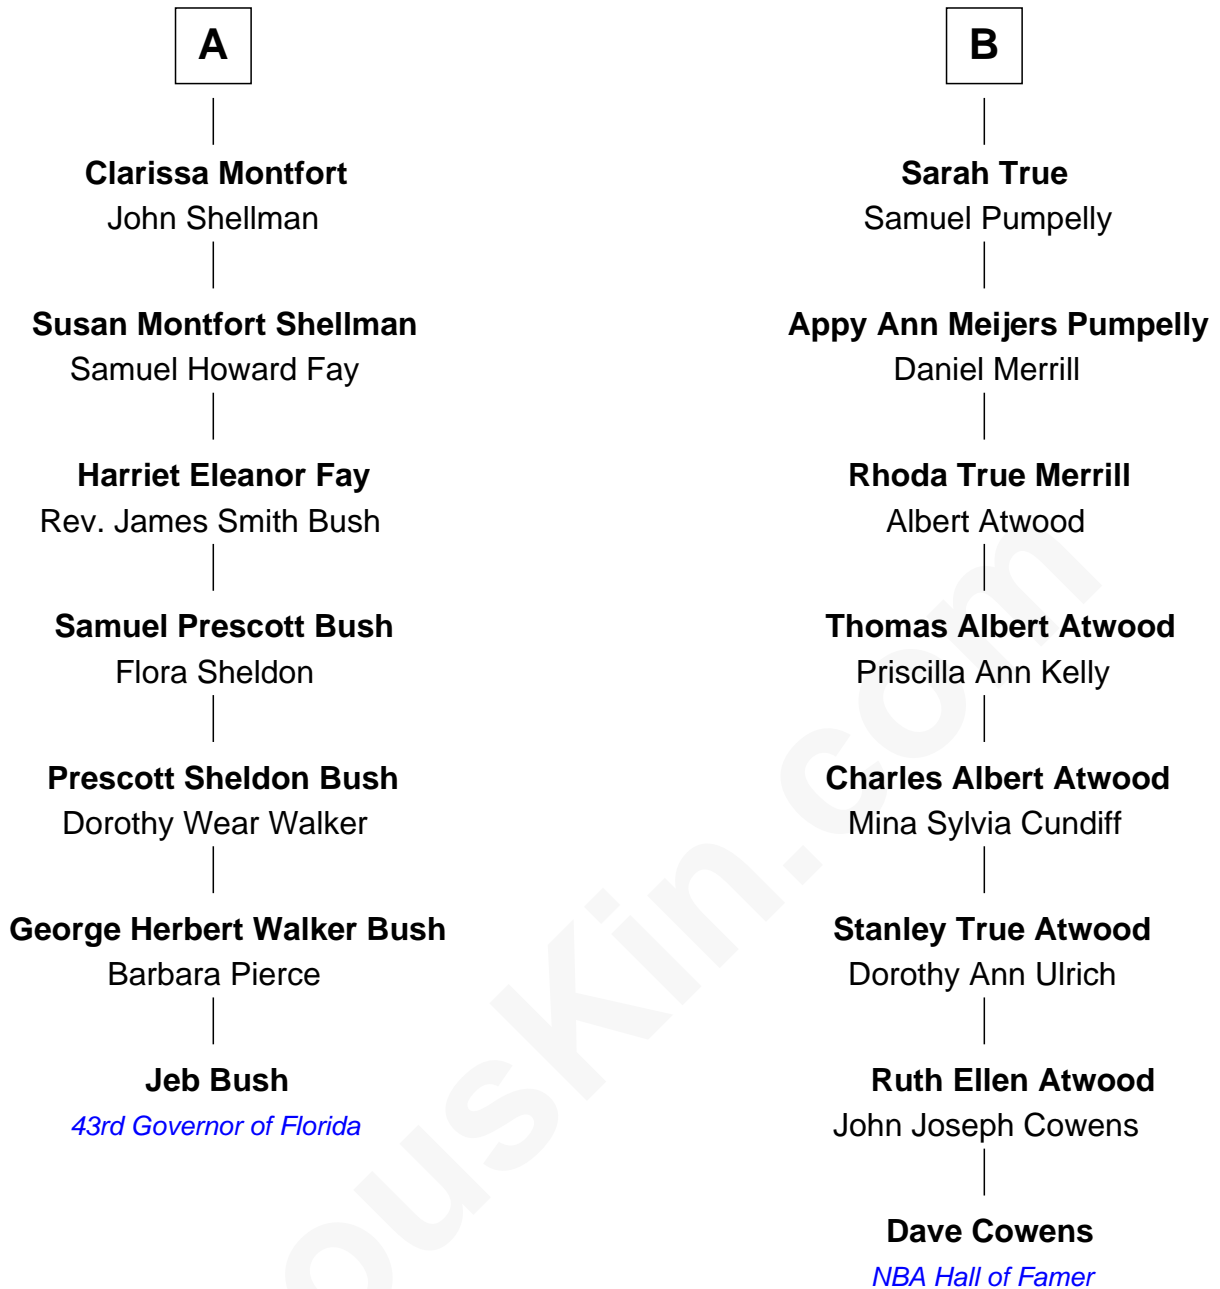 A
Clarissa Montfort
John Shellman
Susan Montfort Shellman
Samuel Howard Fay
Harriet Eleanor Fay
Rev. James Smith Bush
Samuel Prescott Bush
Flora Sheldon
Prescott Sheldon Bush
Dorothy Wear Walker
George Herbert Walker Bush
Barbara Pierce
Jeb Bush
43rd Governor of Florida
B
Sarah True
Samuel Pumpelly
Appy Ann Meijers Pumpelly
Daniel Merrill
Rhoda True Merrill
Albert Atwood
Thomas Albert Atwood
Priscilla Ann Kelly
Charles Albert Atwood
Mina Sylvia Cundiff
Stanley True Atwood
Dorothy Ann Ulrich
Ruth Ellen Atwood
John Joseph Cowens
Dave Cowens
NBA Hall of Famer
ousKin.com